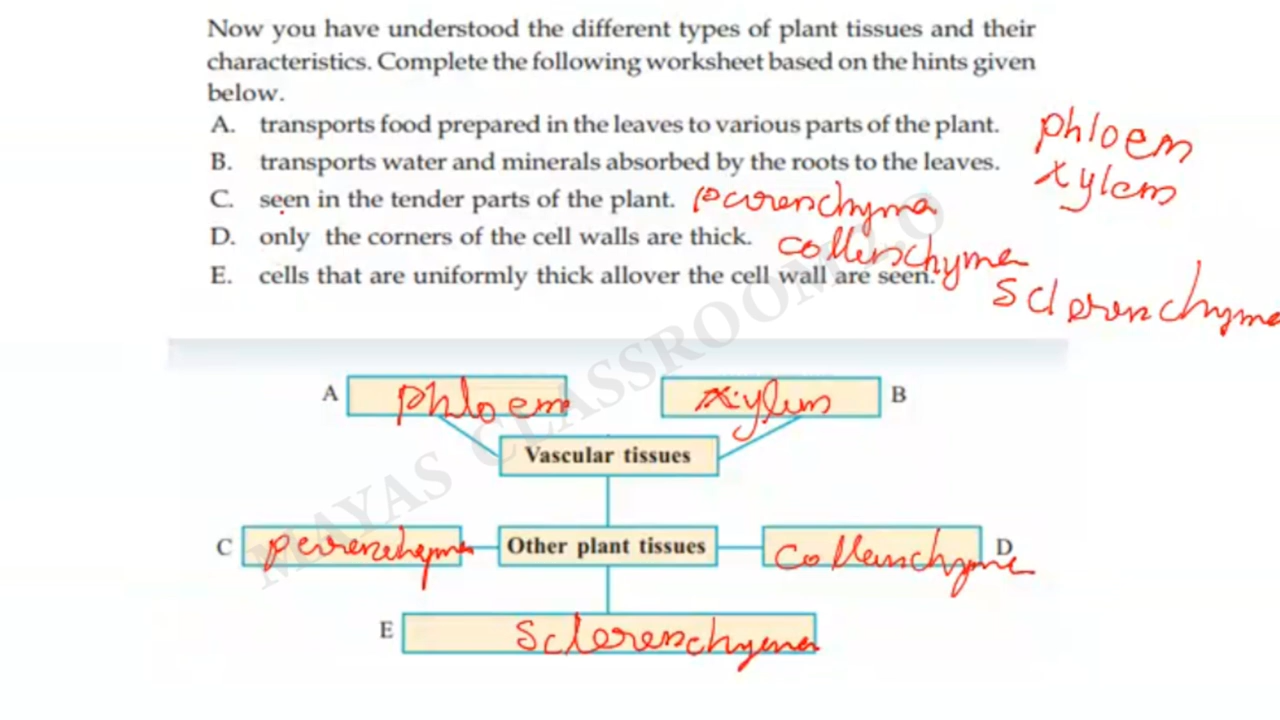 Now you have understood the different types of plant tissues and their
characteristics. Complete the following worksheet based on the hints given
below.
A. transports food prepared in the leaves to various parts of the plant. phloem
B. transports water and minerals absorbed by the roots to the leaves. xylem
C. seen in the tender parts of the plant. parenchyma
D. only the corners of the cell walls are thick. collenchyma
E. cells that are uniformly thick allover the cell wall are seen. Sclerenchyma
MAYAS CLASSROOM 2.0
A phloem xylem B
Vascular tissues
C parenchyma Other plant tissues collenchyma D
E Sclerenchyma